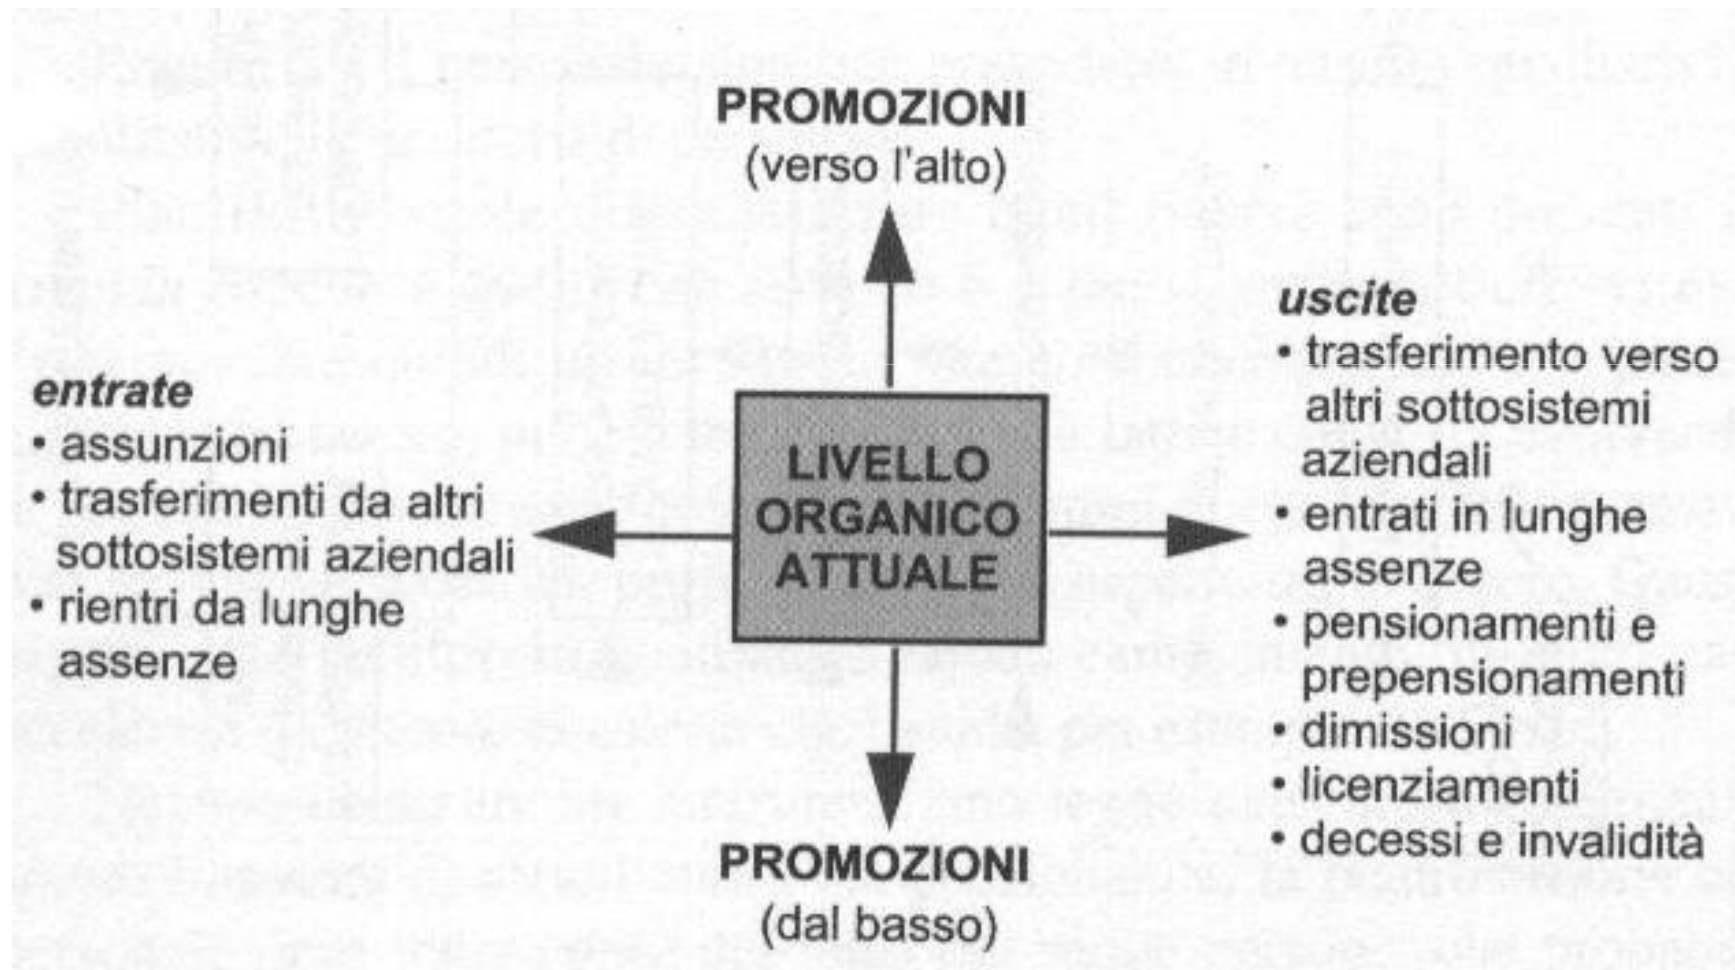 PROMOZIONI
(verso l'alto)
entrate
• assunzioni
• trasferimenti da altri
sottosistemi aziendali
• rientri da lunghe
assenze
LIVELLO
ORGANICO
ATTUALE
uscite
• trasferimento verso
altri sottosistemi
aziendali
• entrati in lunghe
assenze
• pensionamenti e
prepensionamenti
• dimissioni
• licenziamenti
• decessi e invalidità
PROMOZIONI
(dal basso)